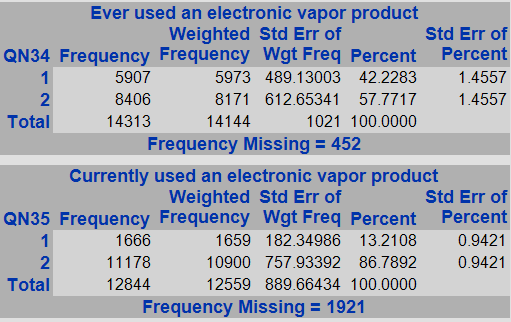 Ever used an electronic vapor product
Weighted Std Err of Std Err of
QN34 Frequency Frequency Wgt Freq Percent Percent
1 5907 5973 489.13003 42.2283 1.4557
2 8406 8171 612.65341 57.7717 1.4557
Total 14313 14144 1021 100.0000
Frequency Missing = 452
Currently used an electronic vapor product
Weighted Std Err of Std Err of
QN35 Frequency Frequency Wgt Freq Percent Percent
1 1666 1659 182.34986 13.2108 0.9421
2 11178 10900 757.93392 86.7892 0.9421
Total 12844 12559 889.66434 100.0000
Frequency Missing = 1921